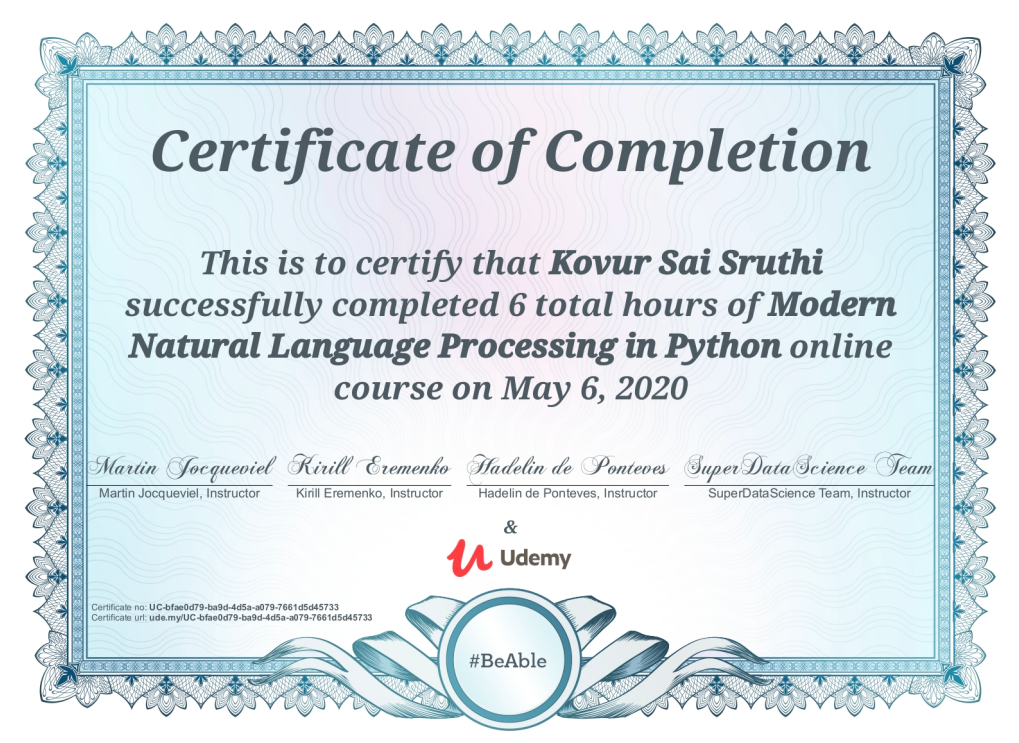 Certificate of Completion
This is to certify that Kovur Sai Sruthi
successfully completed 6 total hours of Modern
Natural Language Processing in Python online
course on May 6, 2020
Martin Jocqueviel Kirill Eremenko Hadelin de Ponteves SuperDataScience Team
Martin Jocqueviel, Instructor Kirill Eremenko, Instructor Hadelin de Ponteves, Instructor SuperDataScience Team, Instructor
&
Udemy
Certificate no: UC-bfae0d79-ba9d-4d5a-a079-7661d5d45733
Certificate url: ude.my/UC-bfae0d79-ba9d-4d5a-a079-7661d5d45733
#BeAble